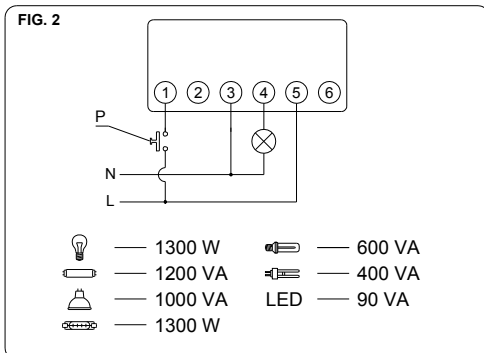 FIG. 2
1 2 3 4 5 6
P
N
L
1300 W
600 VA
1200 VA
400 VA
1000 VA
LED
90 VA
1300 W